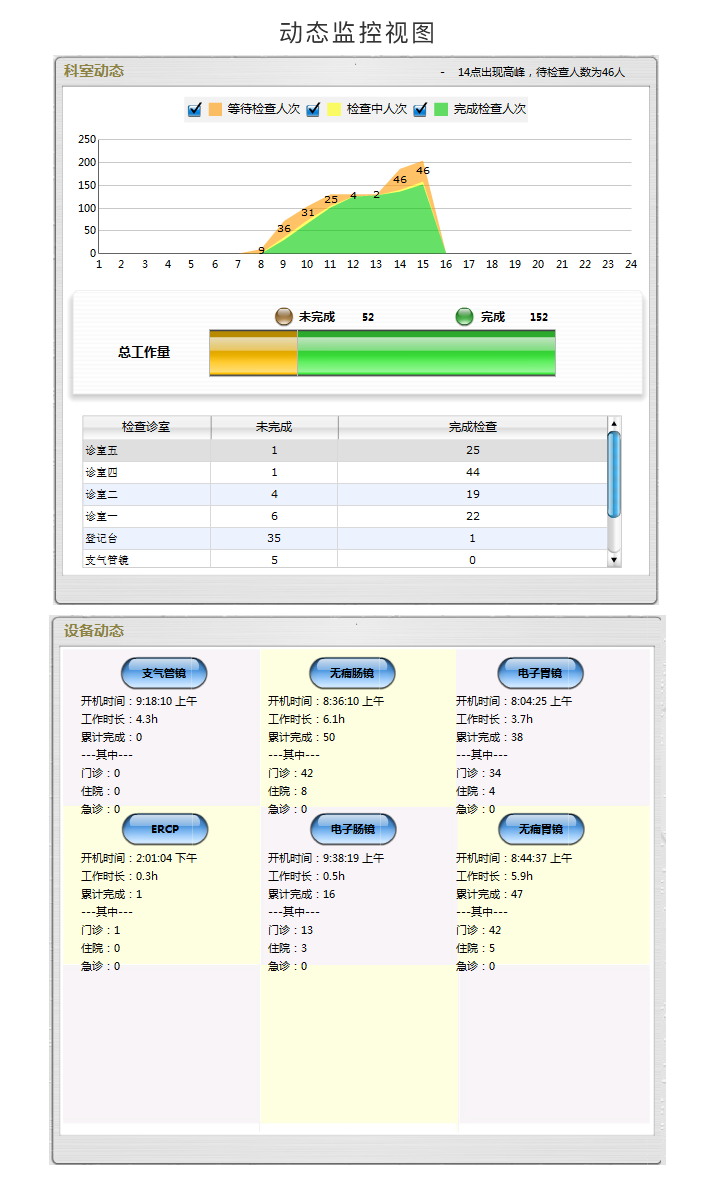 动态监控视图
科室动态
- 14点出现高峰，待检查人数为46人
等待检查人次 检查中人次 完成检查人次
250
200
150
100
50
0
9 36 31 25 4 2 46 46
1 2 3 4 5 6 7 8 9 10 11 12 13 14 15 16 17 18 19 20 21 22 23 24
未完成 52 完成 152
总工作量
检查诊室 未完成 完成检查
诊室五 1 25
诊室四 1 44
诊室二 4 19
诊室一 6 22
登记台 35 1
支气管镜 5 0
设备动态
支气管镜
开机时间：9:18:10 上午
工作时长：4.3h
累计完成：0
---其中---
门诊：0
住院：0
急诊：0
无痛肠镜
开机时间：8:36:10 上午
工作时长：6.1h
累计完成：50
---其中---
门诊：42
住院：8
急诊：0
电子胃镜
开机时间：8:04:25 上午
工作时长：3.7h
累计完成：38
---其中---
门诊：34
住院：4
急诊：0
ERCP
开机时间：2:01:04 下午
工作时长：0.3h
累计完成：1
---其中---
门诊：1
住院：0
急诊：0
电子肠镜
开机时间：9:38:19 上午
工作时长：0.5h
累计完成：16
---其中---
门诊：13
住院：3
急诊：0
无痛胃镜
开机时间：8:44:37 上午
工作时长：5.9h
累计完成：47
---其中---
门诊：42
住院：5
急诊：0